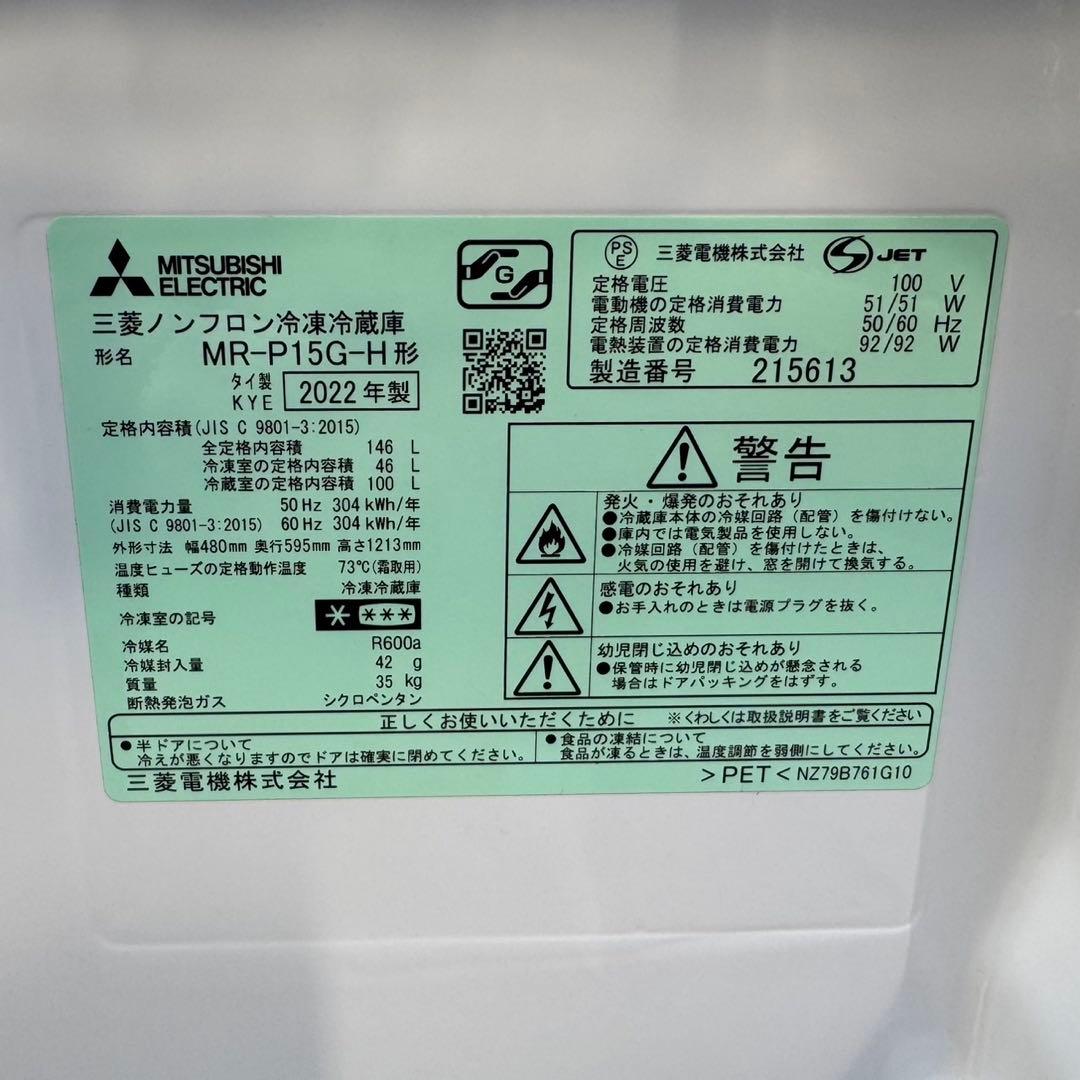 MITSUBISHI
ELECTRIC
三菱ノンフロン冷凍冷蔵庫
形名 MR-P15G-H形
タイ製
KYE 2022年製
定格内容積(JIS C 9801-3:2015)
全定格内容積 146 L
冷凍室の定格内容積 46 L
冷蔵室の定格内容積 100 L
消費電力量 50 Hz 304 kWh/年
(JIS C 9801-3:2015) 60 Hz 304 kWh/年
外形寸法 幅480mm 奥行595mm 高さ1213mm
温度ヒューズの定格動作温度 73℃(霜取用)
種類 冷凍冷蔵庫
冷凍室の記号 * ***
冷媒名 R600a
冷媒封入量 42 g
質量 35 kg
断熱発泡ガス シクロペンタン
G
PS
E 三菱電機株式会社 JET
定格電圧 100 V
電動機の定格消費電力 51/51 W
定格周波数 50/60 Hz
電熱装置の定格消費電力 92/92 W
製造番号 215613
警告
発火・爆発のおそれあり
●冷蔵庫本体の冷媒回路(配管)を傷付けない。
●庫内では電気製品を使用しない。
●冷媒回路(配管)を傷付けたときは、
火気の使用を避け、窓を開けて換気する。
感電のおそれあり
●お手入れのときは電源プラグを抜く。
幼児閉じ込めのおそれあり
●保管時に幼児閉じ込めが懸念される
場合はドアパッキングをはずす。
正しくお使いいただくために ※くわしくは取扱説明書をご覧ください
●半ドアについて
冷えが悪くなりますのでドアは確実に閉めてください。
●食品の凍結について
食品が凍るときは、温度調節を弱側にしてください。
三菱電機株式会社
>PET< NZ79B761G10